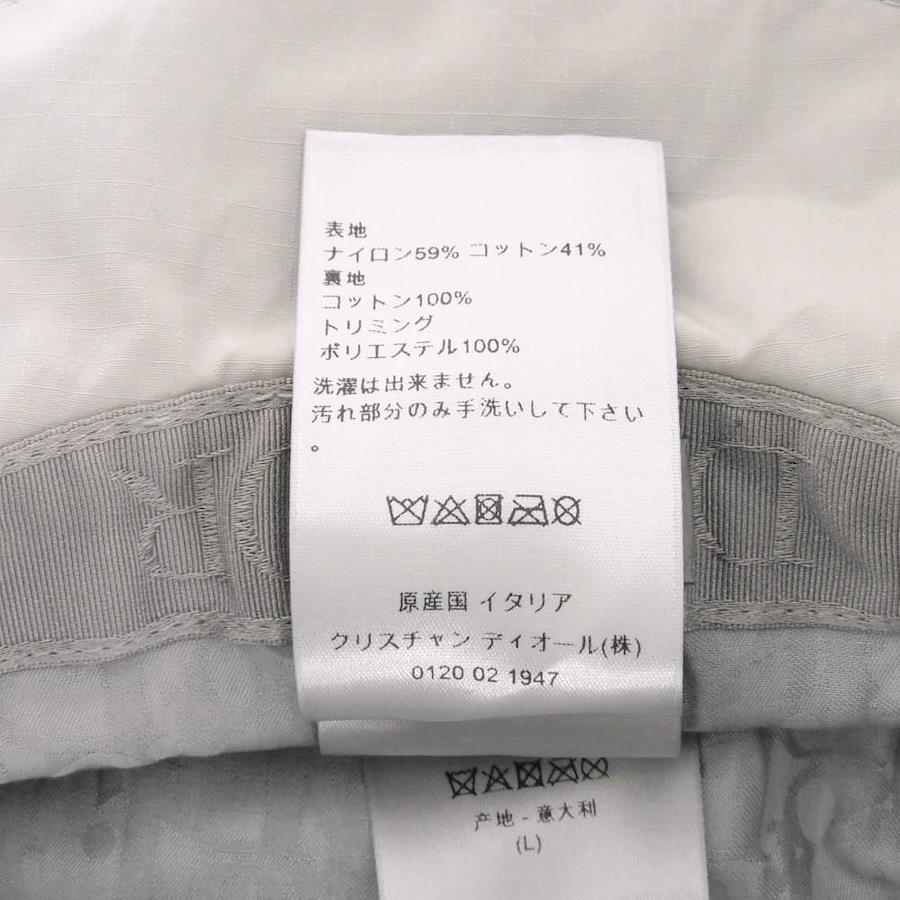 表地
ナイロン59% コットン41%
裏地
コットン100%
トリミング
ポリエステル100%
洗濯は出来ません。
汚れ部分のみ手洗いして下さい
。
原産国 イタリア
クリスチャン ディオール(株)
0120 02 1947
产地 - 意大利
(L)